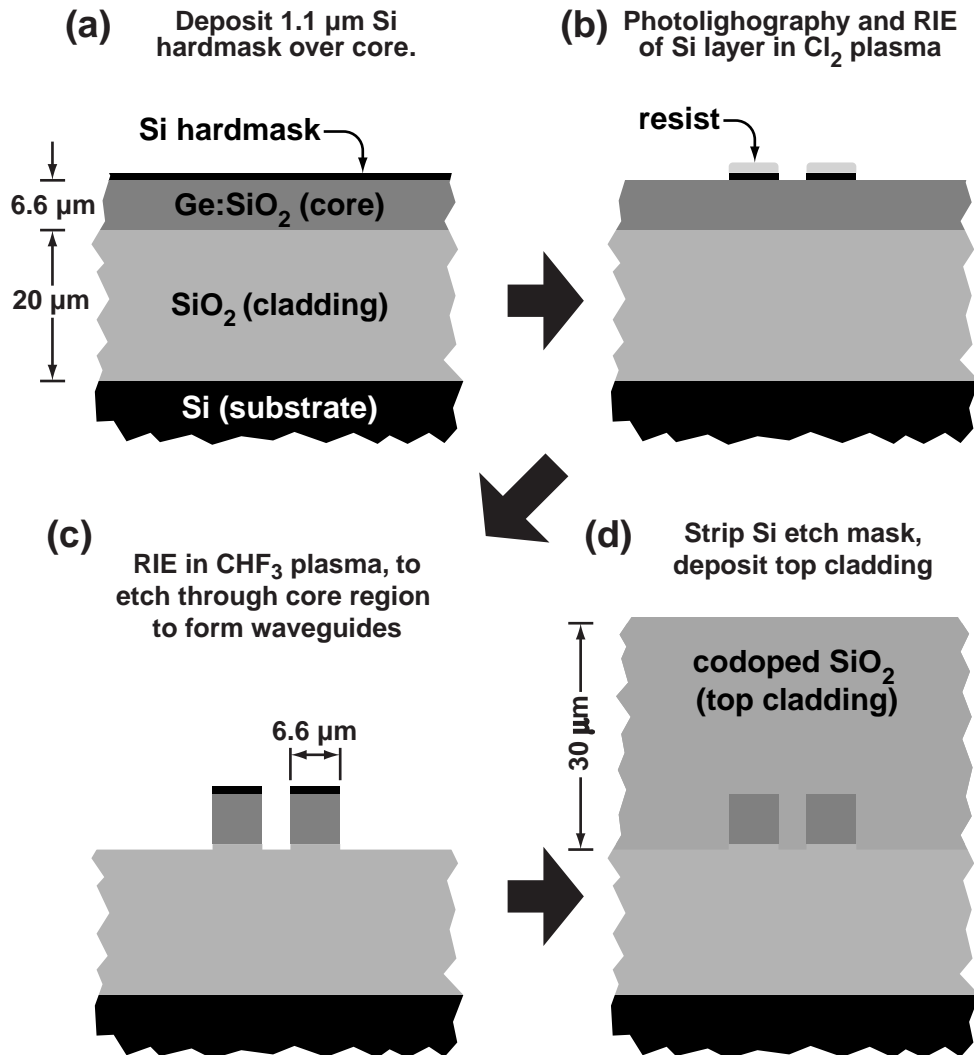 (a) Deposit 1.1 µm Si
hardmask over core.
Si hardmask
6.6 µm
Ge:SiO2 (core)
20 µm
SiO2 (cladding)
Si (substrate)
(b) Photolighography and RIE
of Si layer in Cl2 plasma
resist
(c)
RIE in CHF3 plasma, to
etch through core region
to form waveguides
6.6 µm
(d) Strip Si etch mask,
deposit top cladding
codoped SiO2
(top cladding)
30 µm